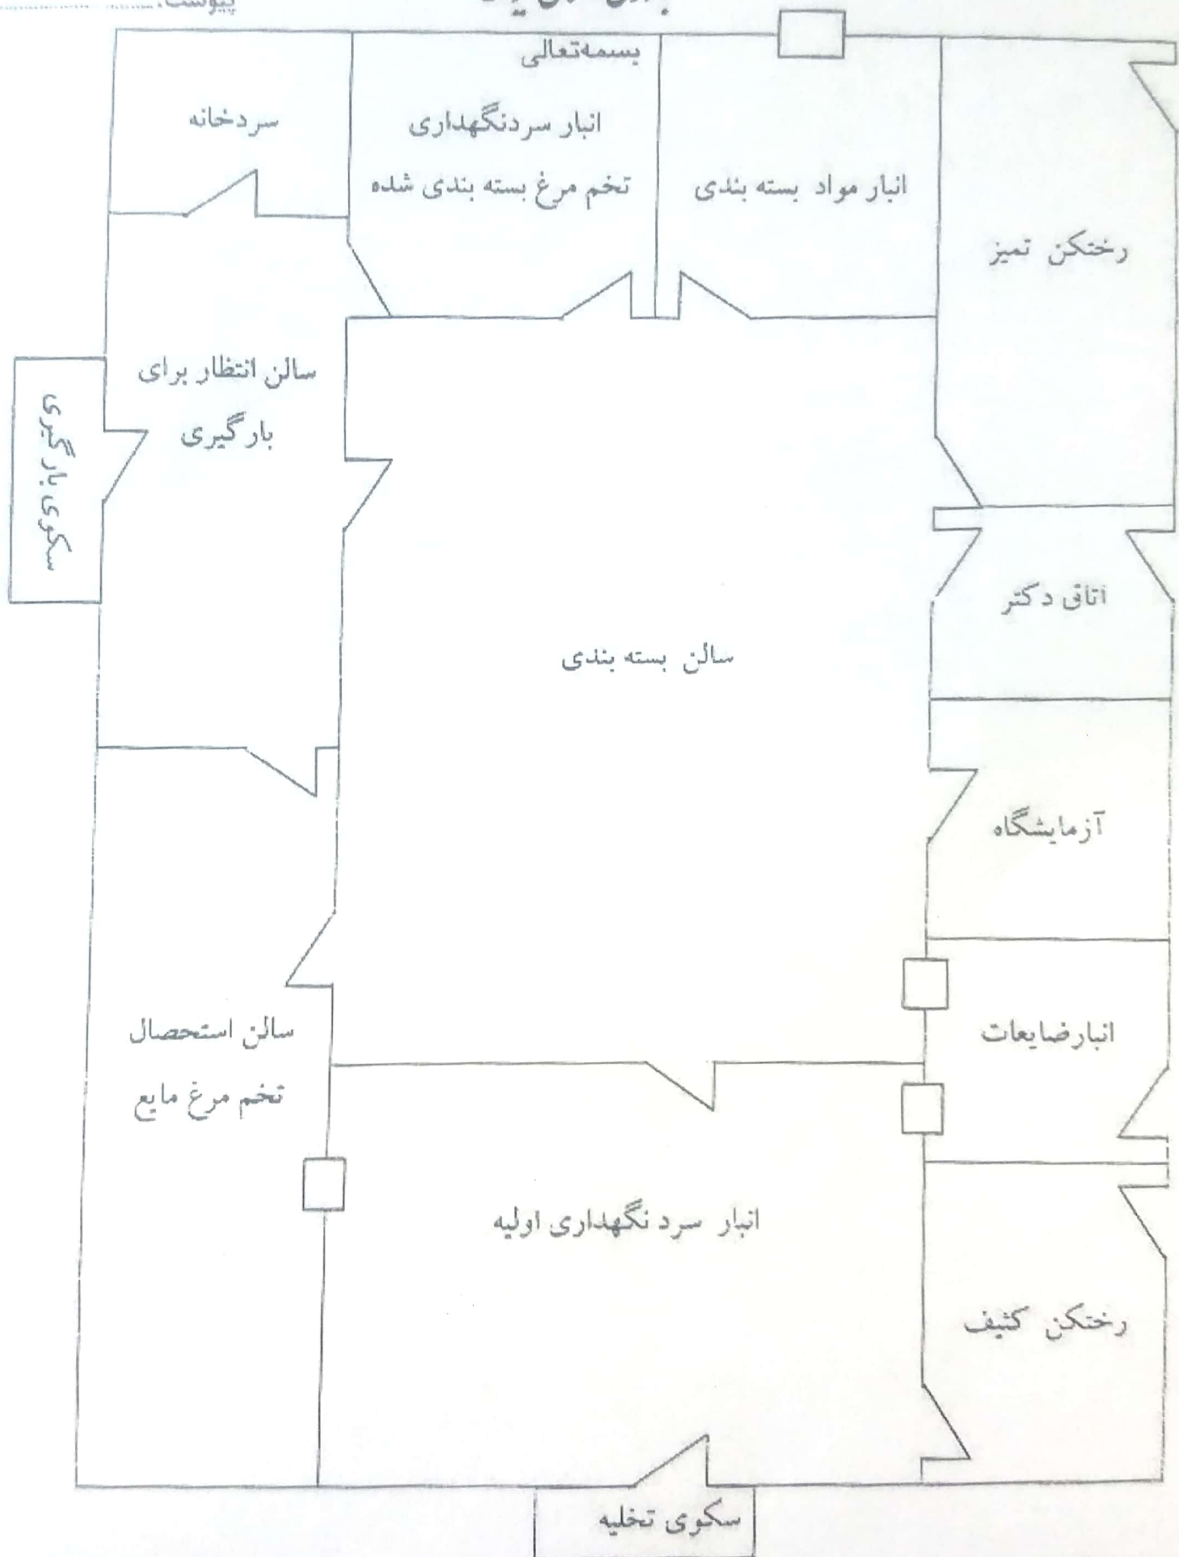 پیوست:
بسمه‌تعالی
سردخانه
انبار سردنگهداری
تخم مرغ بسته بندی شده
انبار مواد بسته بندی
رختکن تمیز
سالن انتظار برای
بارگیری
سکوی بارگیری
اتاق دکتر
سالن بسته بندی
آزمایشگاه
سالن استحصال
تخم مرغ مایع
انبارضایعات
انبار سرد نگهداری اولیه
رختکن کثیف
سکوی تخلیه